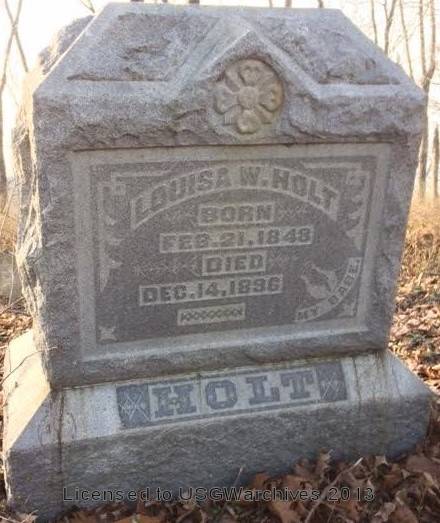 LOUISA W. HOLT
BORN
FEB. 21, 1848
DIED
DEC. 14, 1896
MY BABE.
HOLT
Licensed to USGWarchives 2013